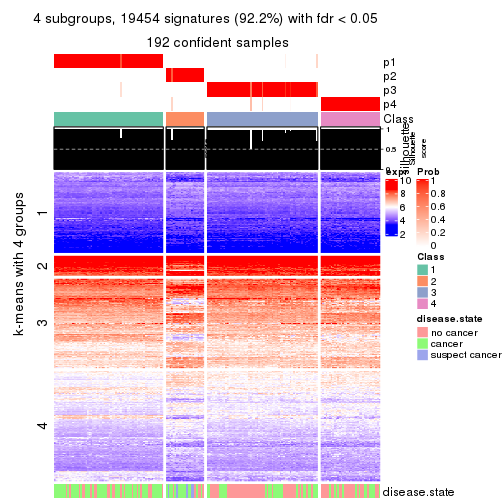 4 subgroups, 19454 signatures (92.2%) with fdr < 0.05
192 confident samples
p1
p2
p3
p4
Class
1
0.5
0
Silhouette
score
Silhouette
k-means with 4 groups
1
2
3
4
expr
10
8
6
4
2
Prob
1
0.8
0.6
0.4
0.2
0
Class
1
2
3
4
disease.state
no cancer
cancer
suspect cancer
disease.state